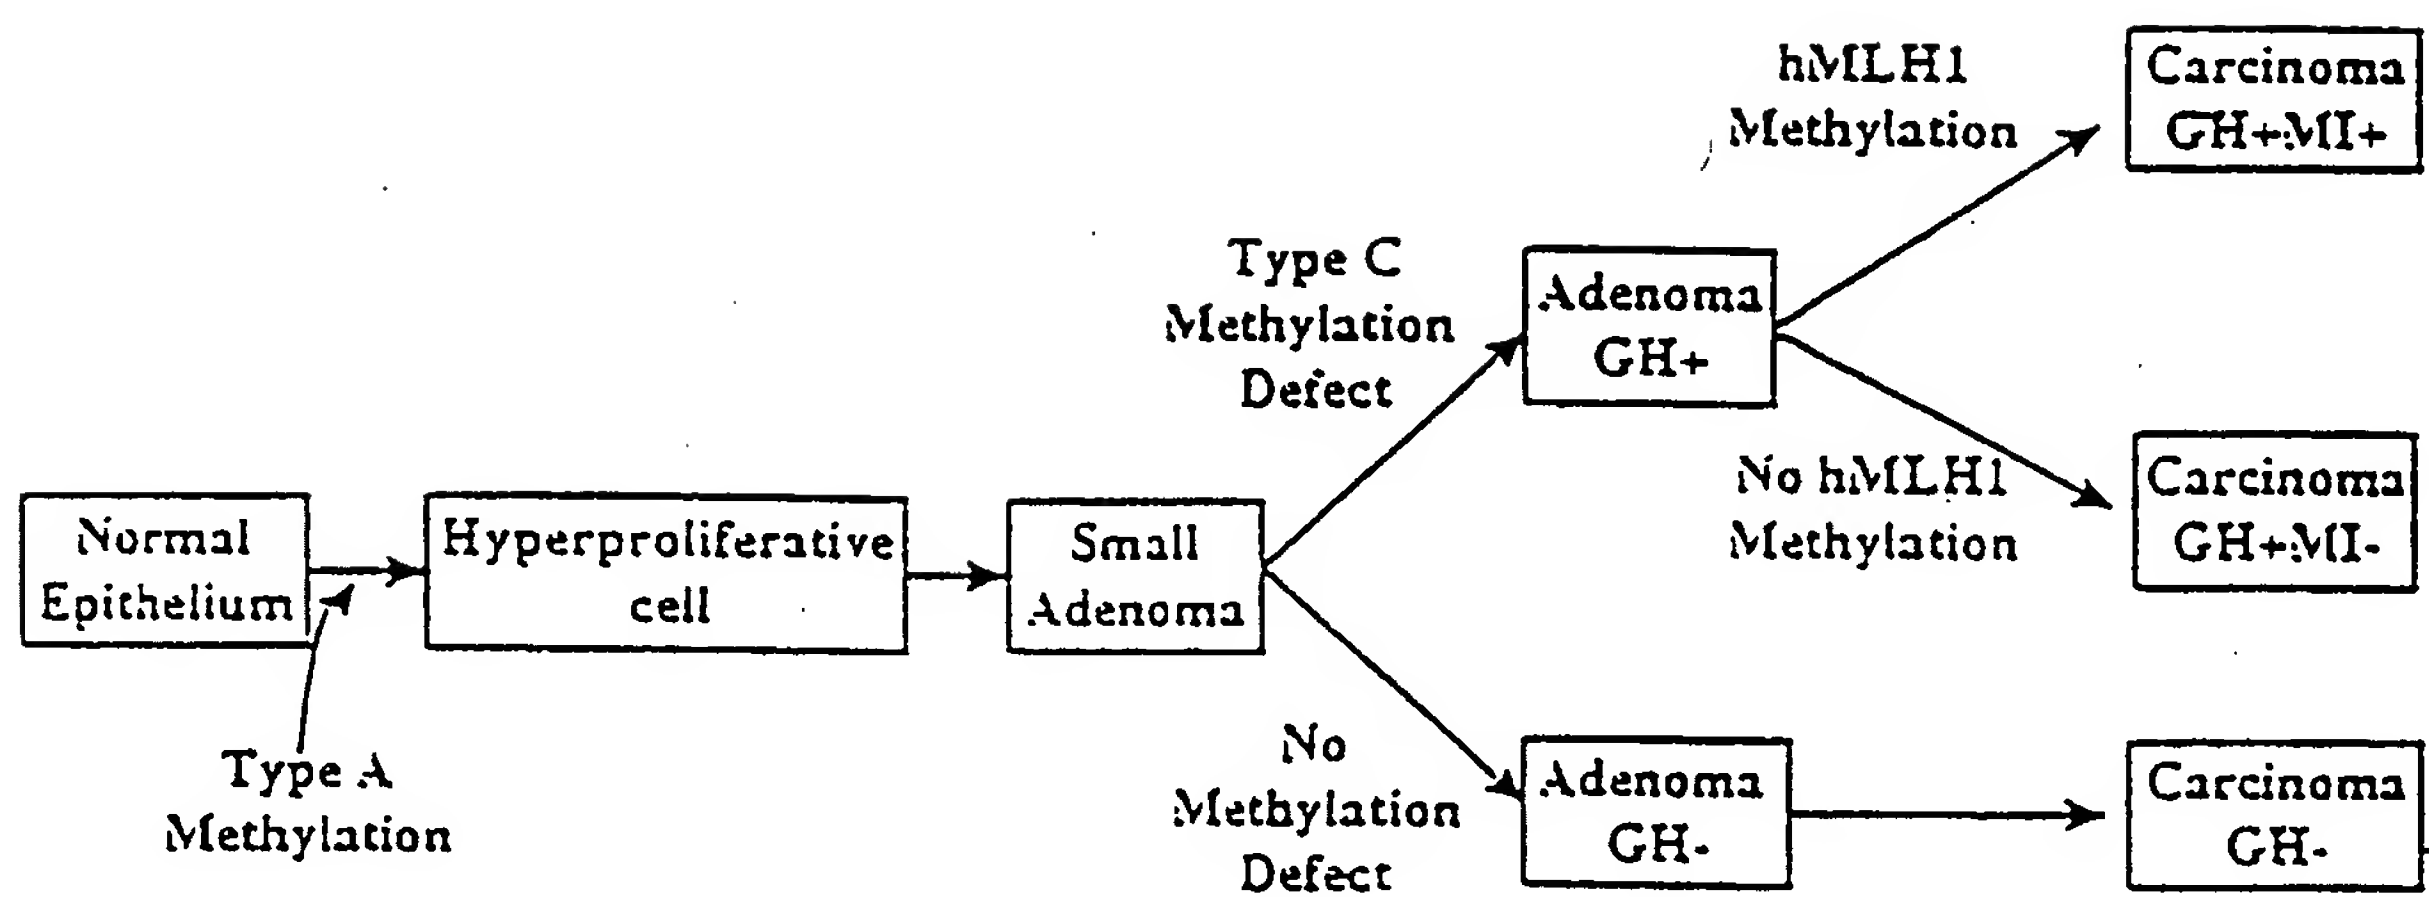 Normal
Epithelium
Type A
Methylation
Hyperproliferative
cell
Small
Adenoma
Type C
Methylation
Defect
No
Methylation
Defect
Adenoma
GH+
Adenoma
GH-
hMLH1
Methylation
No hMLH1
Methylation
Carcinoma
GH+MI+
Carcinoma
GH+MI-
Carcinoma
GH-